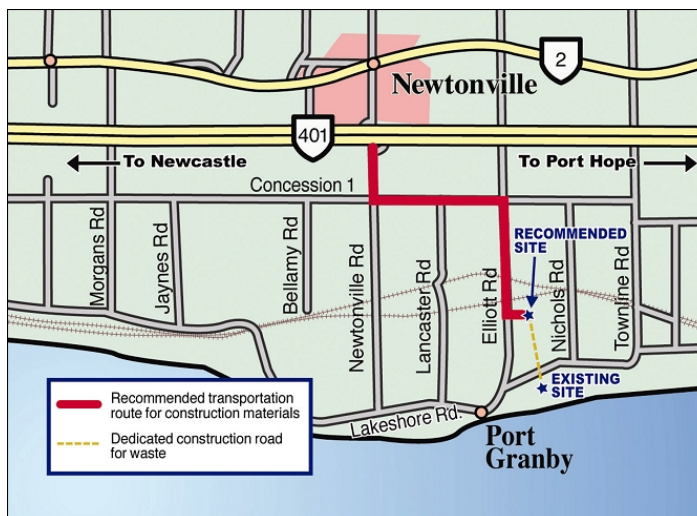 2
Newtonville
401
To Newcastle
To Port Hope
Concession 1
RECOMMENDED
SITE
Morgans Rd
Jaynes Rd
Bellamy Rd
Newtonville Rd
Lancaster Rd
Elliott Rd
Nichols Rd
Townline Rd
EXISTING
SITE
Recommended transportation
route for construction materials
Dedicated construction road
for waste
Lakeshore Rd.
Port
Granby